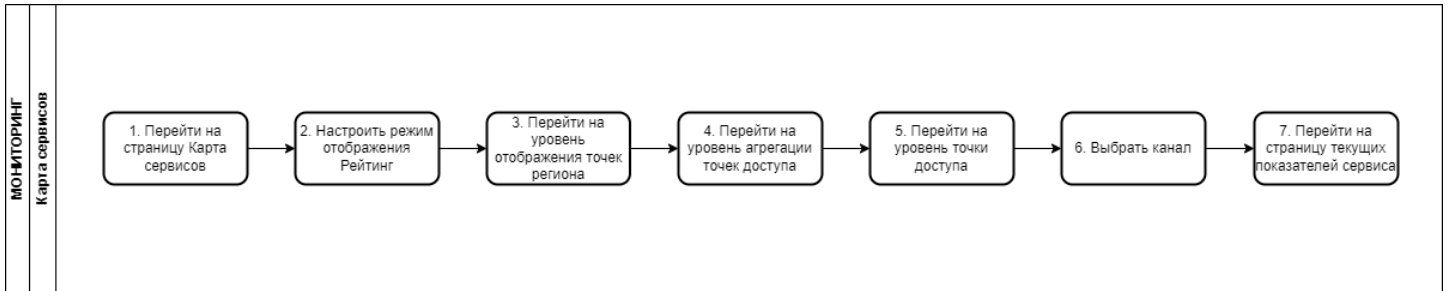 МОНИТОРИНГ
Карта сервисов
1. Перейти на
страницу Карта
сервисов
2. Настроить режим
отображения
Рейтинг
3. Перейти на
уровень
отображения точек
региона
4. Перейти на
уровень агрегации
точек доступа
5. Перейти на
уровень точки
доступа
6. Выбрать канал
7. Перейти на
страницу текущих
показателей сервиса